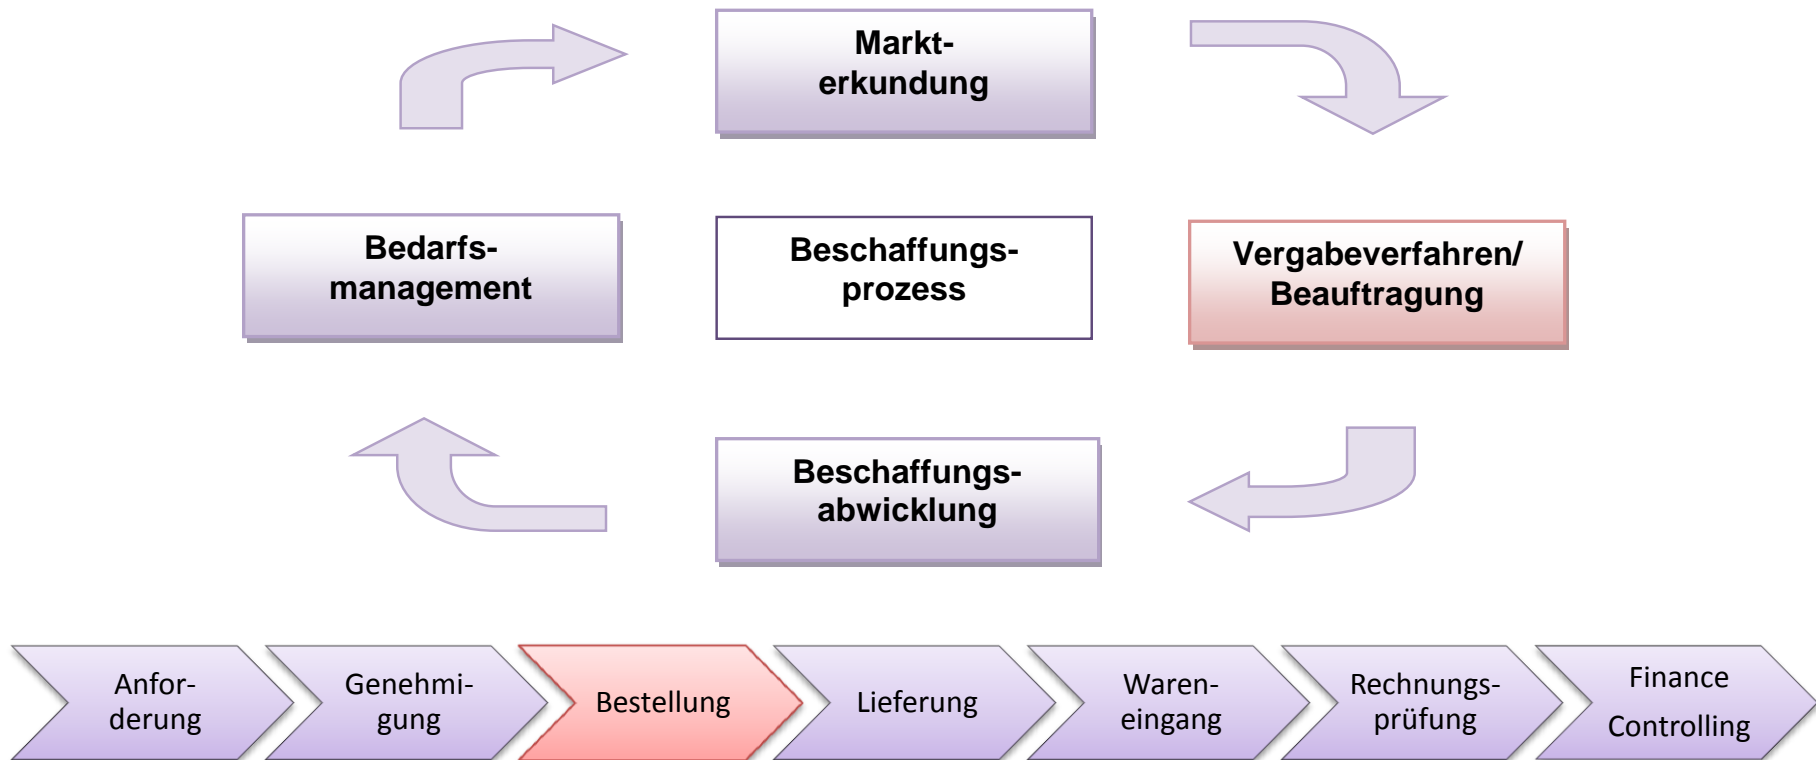 Markt-
erkundung
Bedarfs-
management
Beschaffungs-
prozess
Vergabeverfahren/
Beauftragung
Beschaffungs-
abwicklung
Anfor-
derung
Genehmi-
gung
Bestellung
Lieferung
Waren-
eingang
Rechnungs-
prüfung
Finance
Controlling